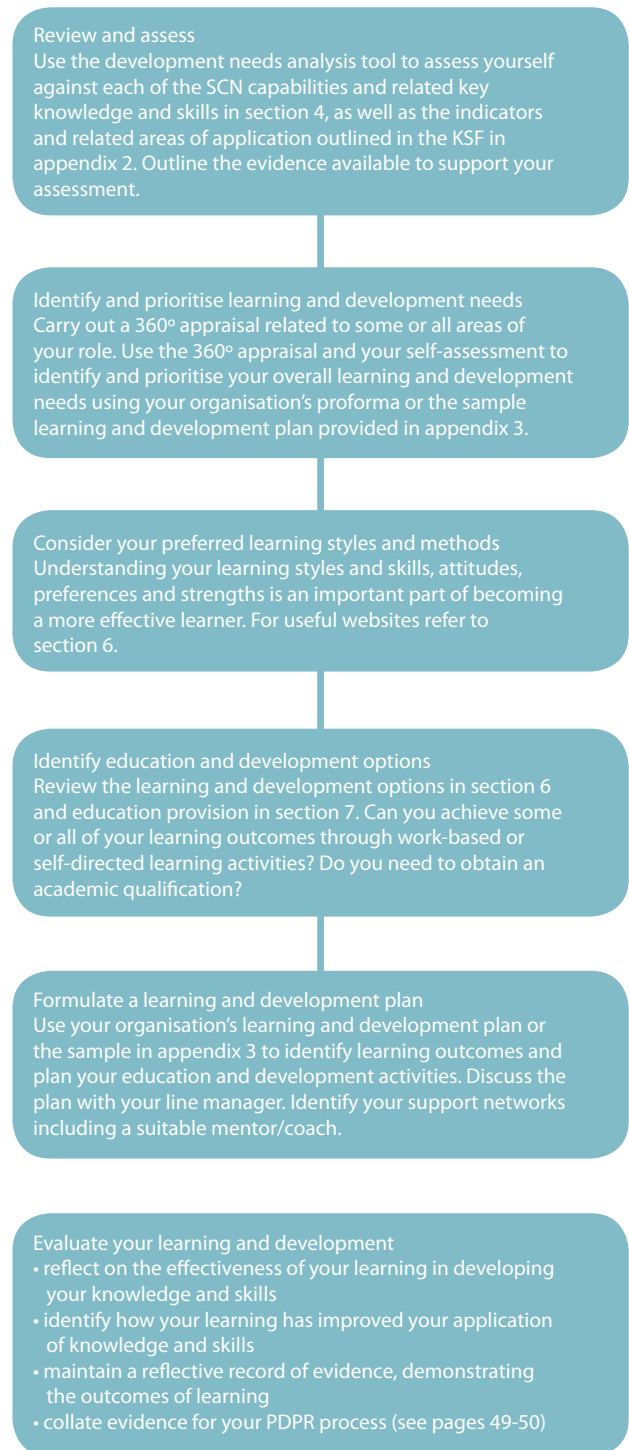 Review and assess
Use the development needs analysis tool to assess yourself
against each of the SCN capabilities and related key
knowledge and skills in section 4, as well as the indicators
and related areas of application outlined in the KSF in
appendix 2. Outline the evidence available to support your
assessment.
Identify and prioritise learning and development needs
Carry out a 360º appraisal related to some or all areas of
your role. Use the 360º appraisal and your self-assessment to
identify and prioritise your overall learning and development
needs using your organisation’s proforma or the sample
learning and development plan provided in appendix 3.
Consider your preferred learning styles and methods
Understanding your learning styles and skills, attitudes,
preferences and strengths is an important part of becoming
a more effective learner. For useful websites refer to
section 6.
Identify education and development options
Review the learning and development options in section 6
and education provision in section 7. Can you achieve some
or all of your learning outcomes through work-based or
self-directed learning activities? Do you need to obtain an
academic qualification?
Formulate a learning and development plan
Use your organisation’s learning and development plan or
the sample in appendix 3 to identify learning outcomes and
plan your education and development activities. Discuss the
plan with your line manager. Identify your support networks
including a suitable mentor/coach.
Evaluate your learning and development
• reflect on the effectiveness of your learning in developing
your knowledge and skills
• identify how your learning has improved your application
of knowledge and skills
• maintain a reflective record of evidence, demonstrating
the outcomes of learning
• collate evidence for your PDPR process (see pages 49-50)